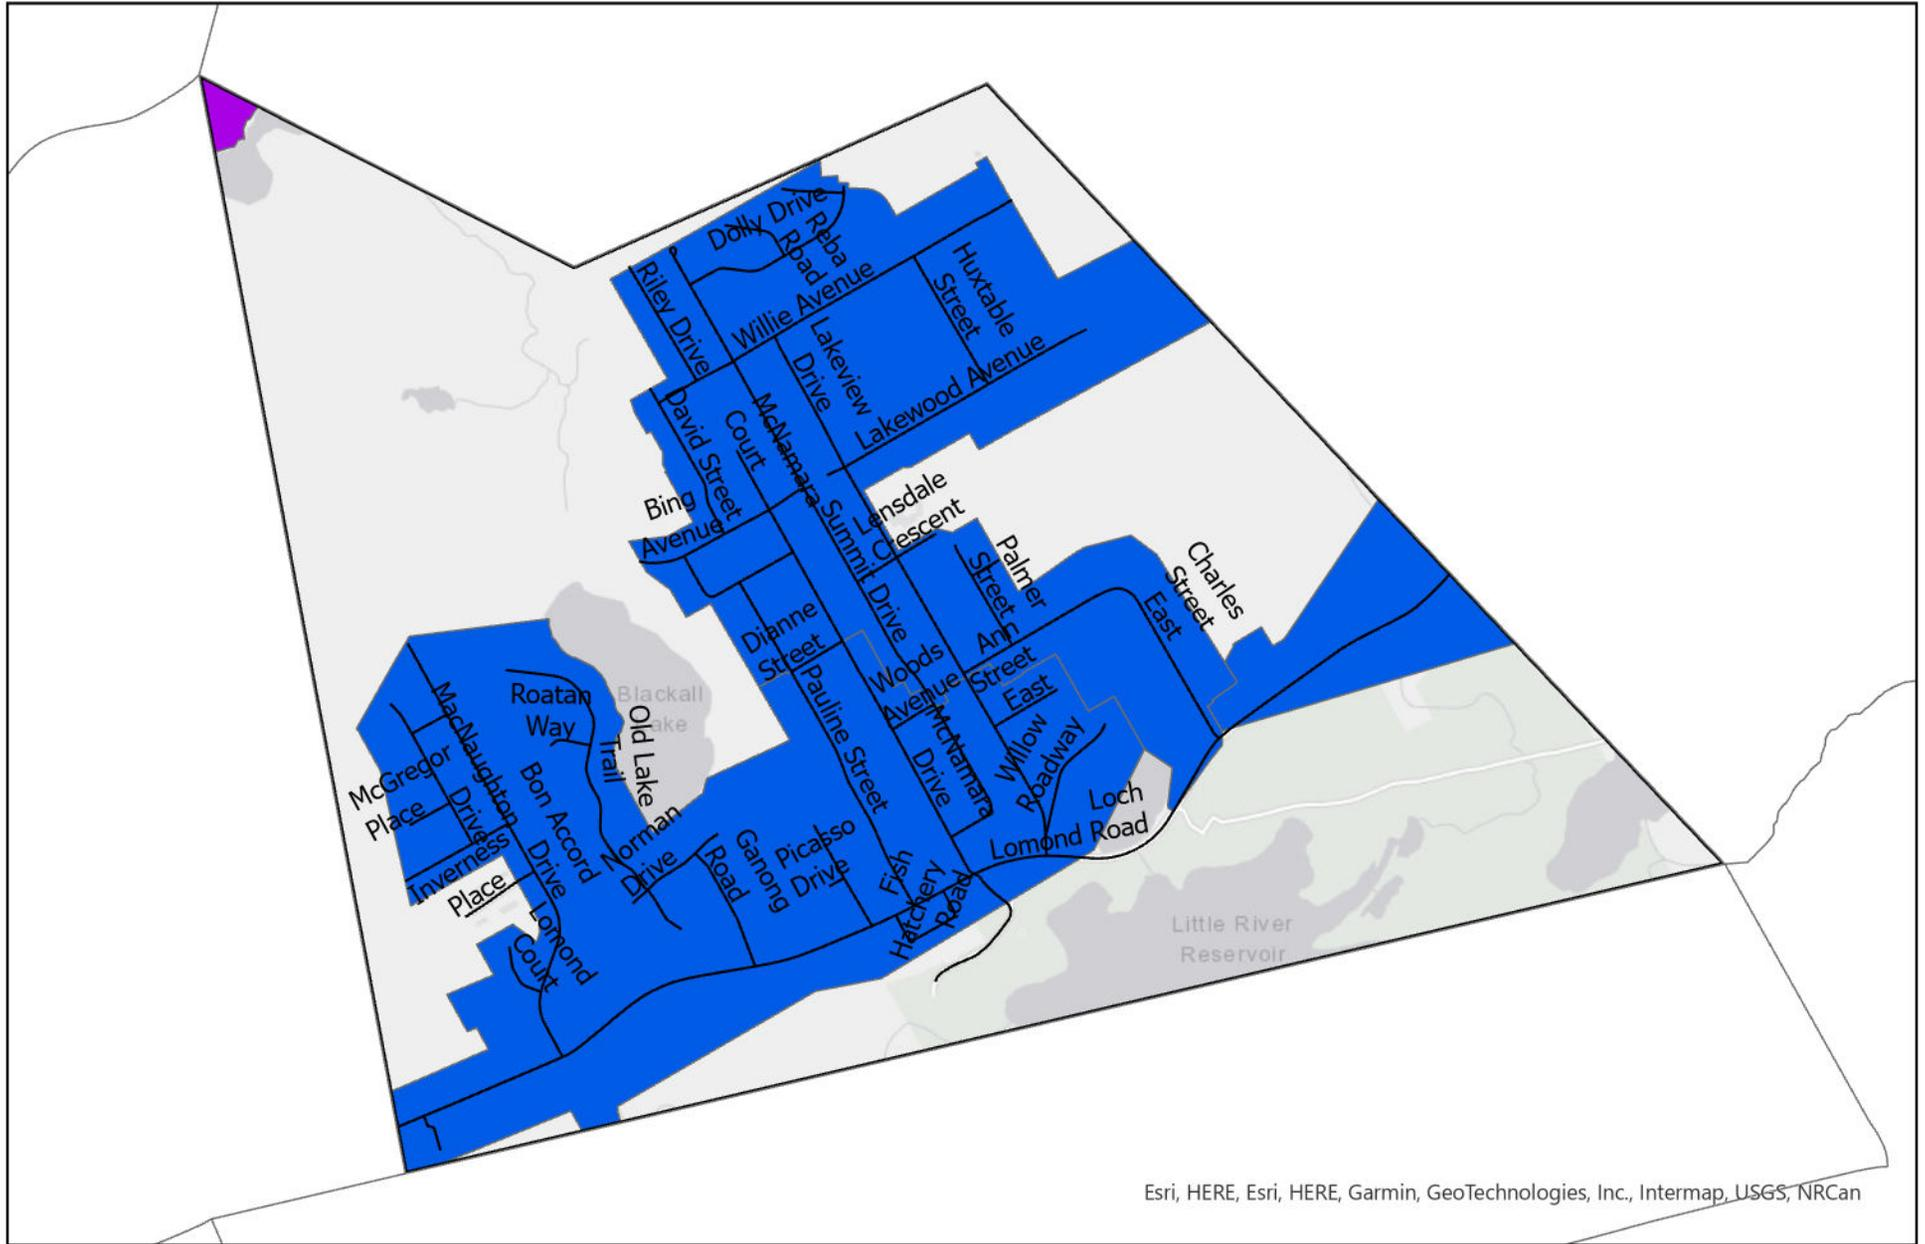 Dolly Drive
Reba
Road
Riley Drive
Willie Avenue
Huxtable
Street
Lakeview
Drive
Lakewood Avenue
David Street
Court
McNamara
Bing
Avenue
Lensdale
Crescent
Summit Drive
Palmer
Street
Charles
Street
East
Dianne
Street
Ann
Street
East
Woods
Avenue
Pauline Street
McNamara
Drive
Willow
Roadway
Loch
Lomond Road
Blackall
Lake
Roatan
Way
Old Lake
Trail
MacNaughton
Drive
McGregor
Place
Bon Accord
Drive
Inverness
Place
Norman
Drive
Ganong
Road
Picasso
Drive
Fish
Hatchery
Road
Lomond
Court
Little River
Reservoir
Esri, HERE, Esri, HERE, Garmin, GeoTechnologies, Inc., Intermap, USGS, NRCan